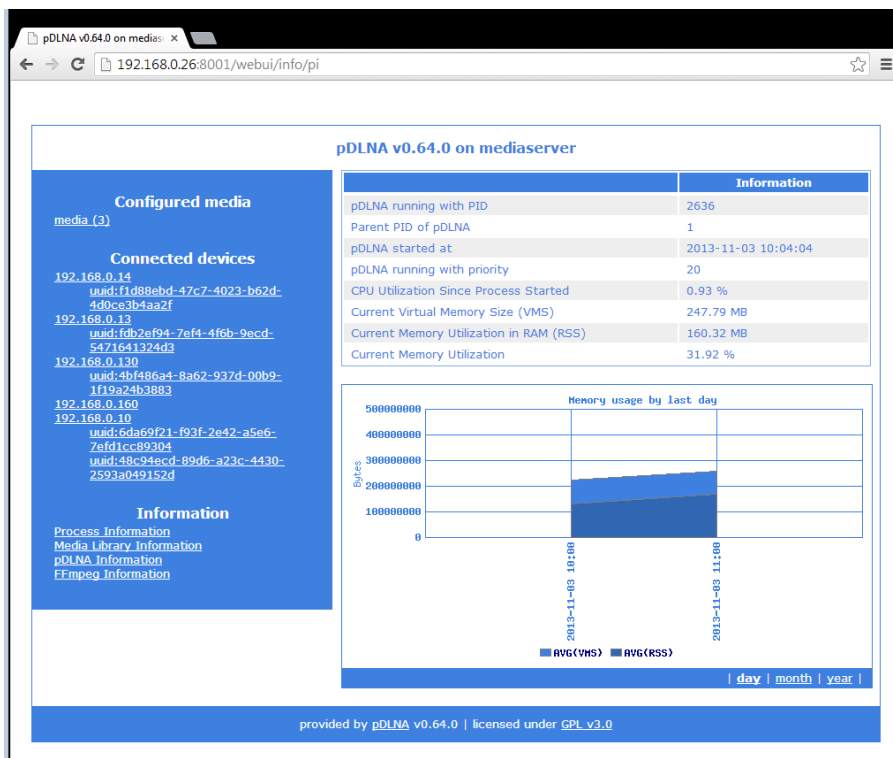 pDLNA v0.64.0 on medias
192.168.0.26:8001/webui/info/pi
pDLNA v0.64.0 on mediaserver
Configured media
media (3)
Connected devices
192.168.0.14
uuid:f1d88ebd-47c7-4023-b62d-
4d0ce3b4aa2f
192.168.0.13
uuid:fdb2ef94-7ef4-4f6b-9ecd-
5471641324d3
192.168.0.130
uuid:4bf486a4-8a62-937d-00b9-
1f19a24b3883
192.168.0.160
192.168.0.10
uuid:6da69f21-f93f-2e42-a5e6-
7efd1cc89304
uuid:48c94ecd-89d6-a23c-4430-
2593a049152d
Information
Process Information
Media Library Information
pDLNA Information
FFmpeg Information
Information
pDLNA running with PID 2636
Parent PID of pDLNA 1
pDLNA started at 2013-11-03 10:04:04
pDLNA running with priority 20
CPU Utilization Since Process Started 0.93 %
Current Virtual Memory Size (VMS) 247.79 MB
Current Memory Utilization in RAM (RSS) 160.32 MB
Current Memory Utilization 31.92 %
Memory usage by last day
Bytes
500000000
400000000
300000000
200000000
100000000
0
2013-11-03 10:00
2013-11-03 11:00
AVG(VMS) AVG(RSS)
| day | month | year |
provided by pDLNA v0.64.0 | licensed under GPL v3.0